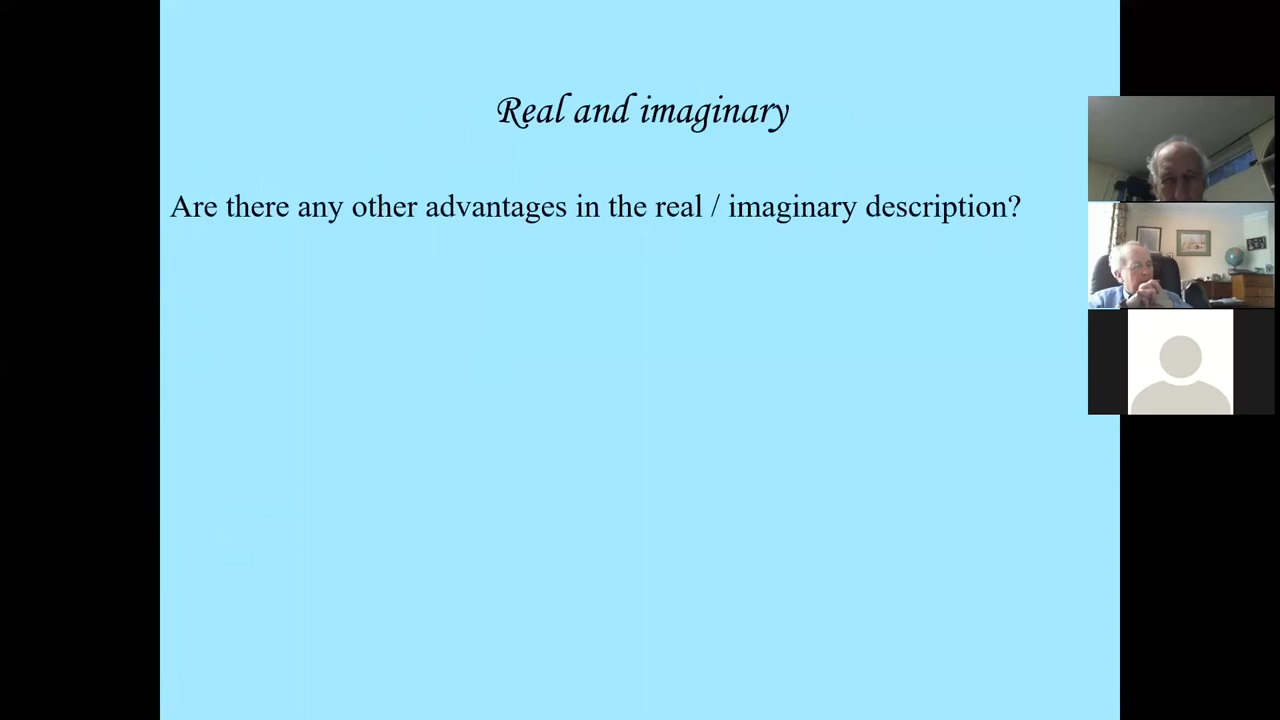 Real and imaginary
Are there any other advantages in the real / imaginary description?